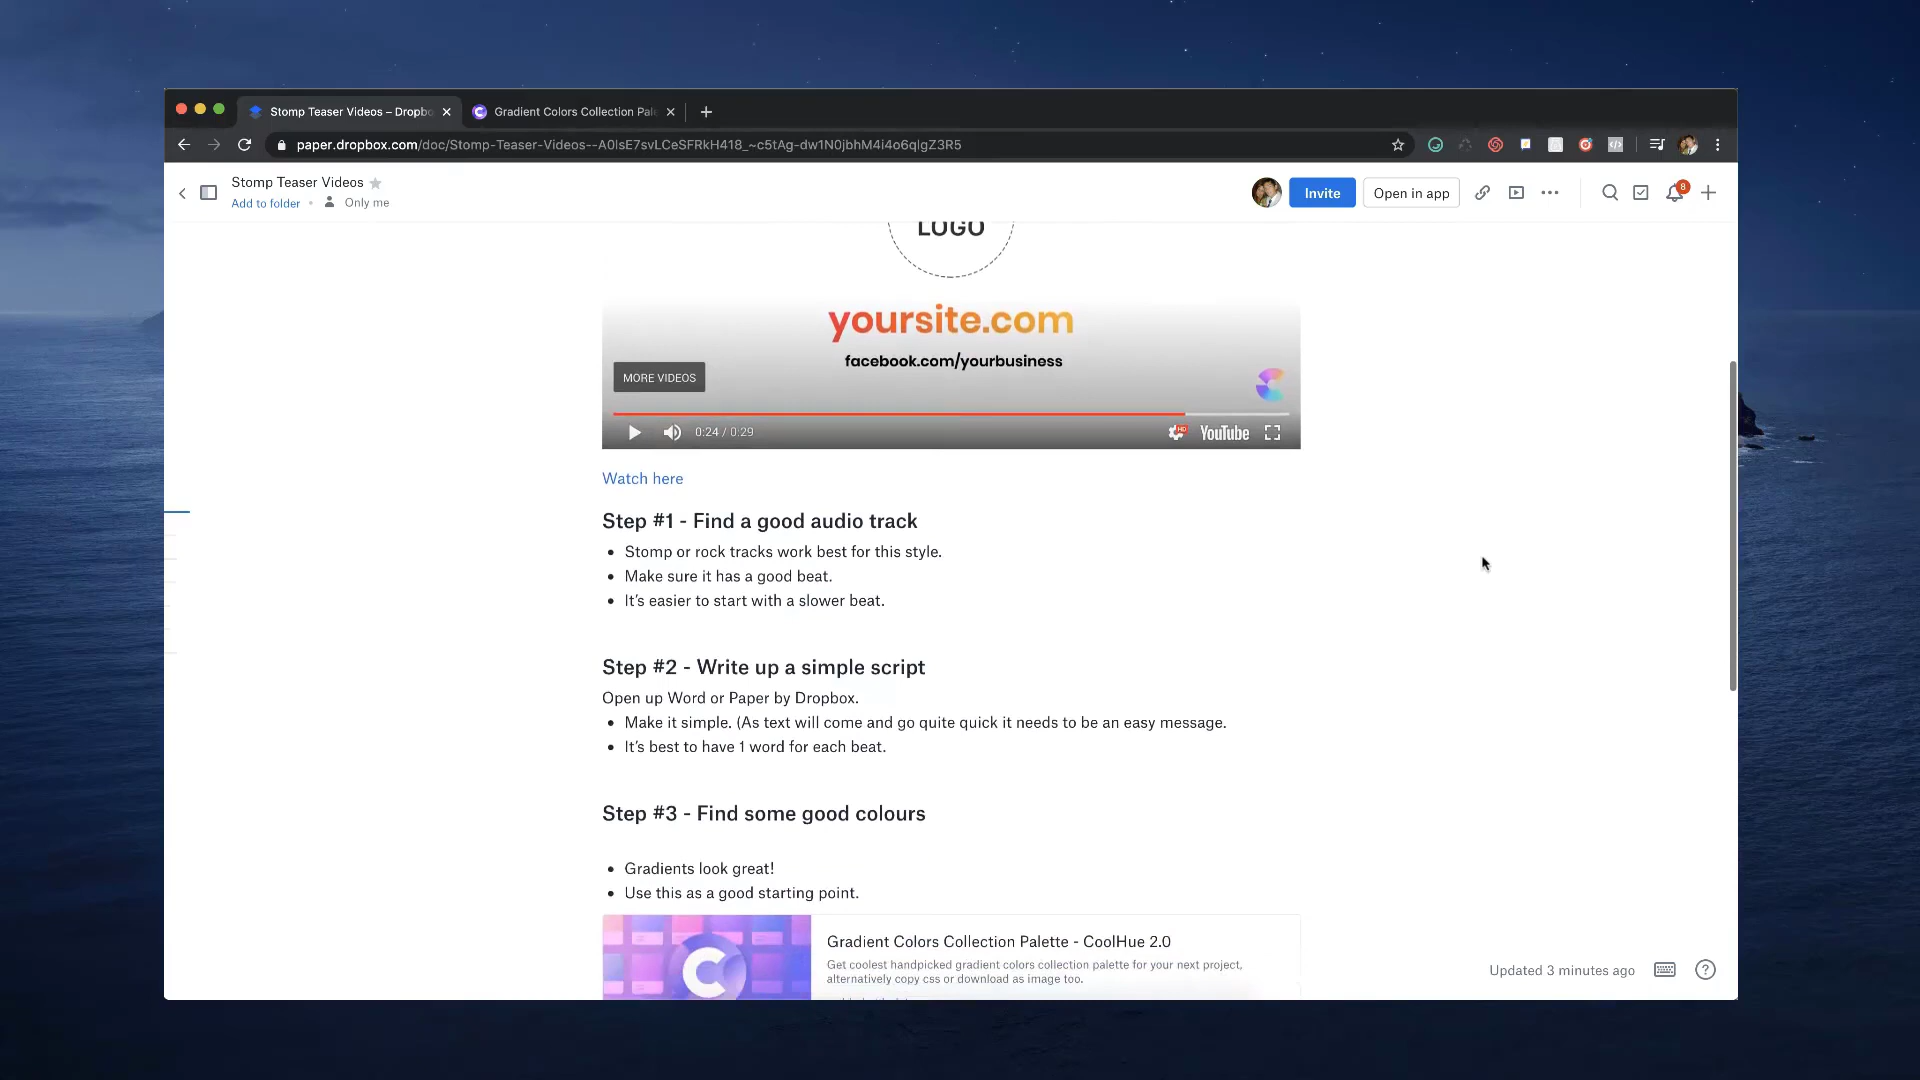 Stomp Teaser Videos – Dropbo
Gradient Colors Collection Pale
paper.dropbox.com/doc/Stomp-Teaser-Videos--A0IsE7svLCeSFRkH418_~c5tAg-dw1N0jbhM4i4o6qlgZ3R5
Stomp Teaser Videos
Add to folder • Only me
Invite
Open in app
8
LOGO
yoursite.com
facebook.com/yourbusiness
MORE VIDEOS
0:24 / 0:29
HD
YouTube
Watch here
Step #1 - Find a good audio track
• Stomp or rock tracks work best for this style.
• Make sure it has a good beat.
• It’s easier to start with a slower beat.
Step #2 - Write up a simple script
Open up Word or Paper by Dropbox.
• Make it simple. (As text will come and go quite quick it needs to be an easy message.
• It’s best to have 1 word for each beat.
Step #3 - Find some good colours
• Gradients look great!
• Use this as a good starting point.
Gradient Colors Collection Palette - CoolHue 2.0
Get coolest handpicked gradient colors collection palette for your next project,
alternatively copy css or download as image too.
Updated 3 minutes ago